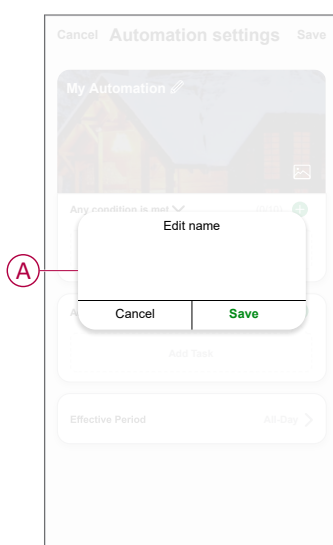 Cancel Automation settings Save
My Automation
Any condition is met
Edit name
A
Cancel Save
A
Add Task
Effective Period All-Day